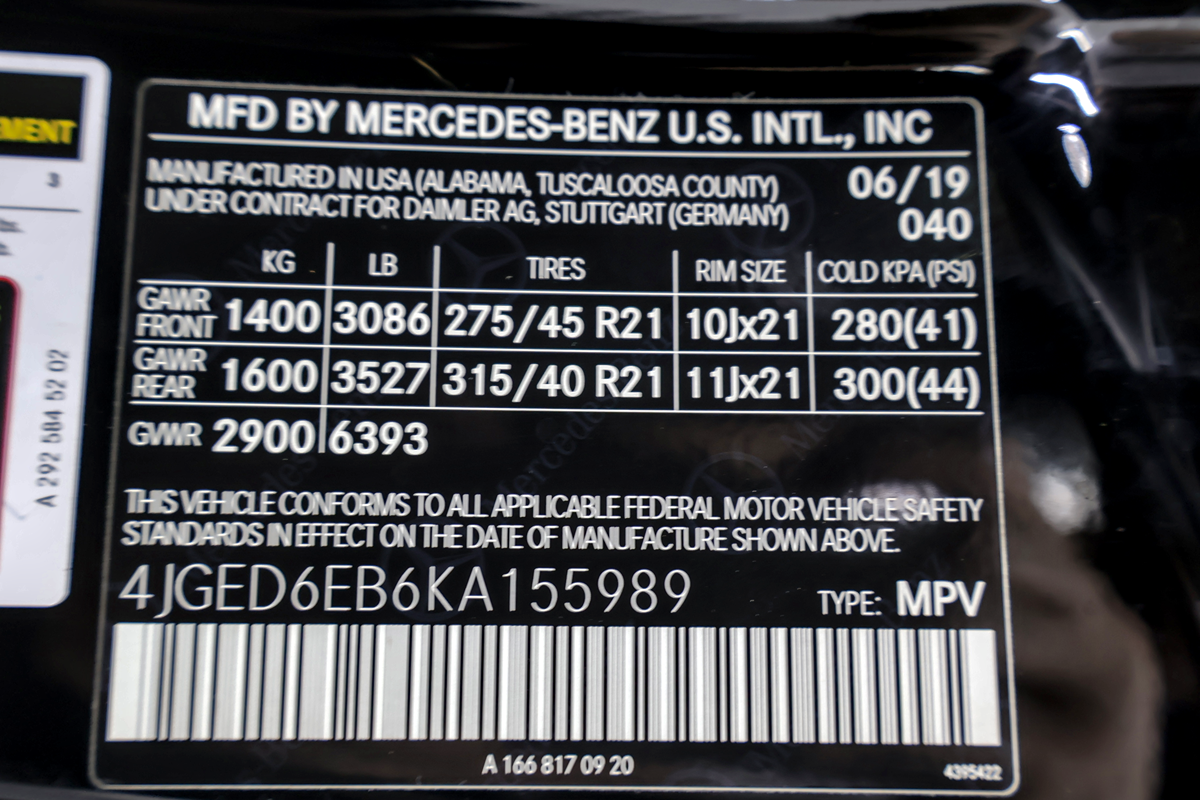 MENT
3
A 292 584 52 02
MFD BY MERCEDES-BENZ U.S. INTL., INC
MANUFACTURED IN USA (ALABAMA, TUSCALOOSA COUNTY) 06/19
UNDER CONTRACT FOR DAIMLER AG, STUTTGART (GERMANY) 040
KG LB TIRES RIM SIZE COLD KPA (PSI)
GAWR FRONT 1400 3086 275/45 R21 10Jx21 280(41)
GAWR REAR 1600 3527 315/40 R21 11Jx21 300(44)
GVWR 2900 6393
THIS VEHICLE CONFORMS TO ALL APPLICABLE FEDERAL MOTOR VEHICLE SAFETY
STANDARDS IN EFFECT ON THE DATE OF MANUFACTURE SHOWN ABOVE.
4JGED6EB6KA155989 TYPE: MPV
A 166 817 09 20
4395422